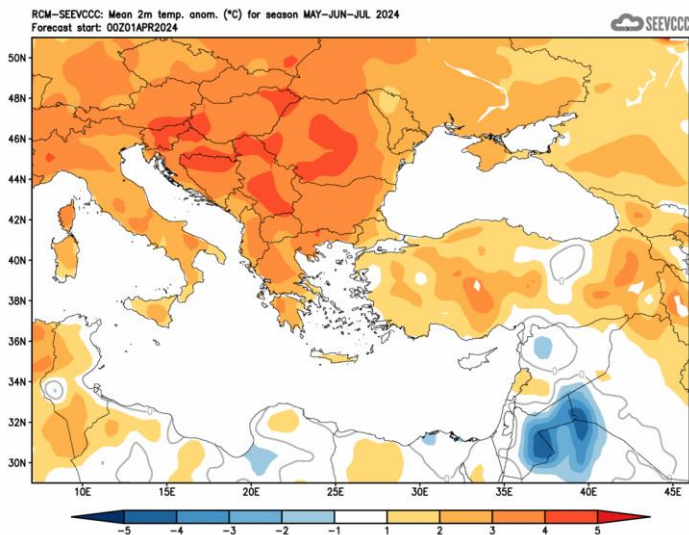 RCM-SEEVCCC: Mean 2m temp. anom. (°C) for season MAY-JUN-JUL 2024
Forecast start: 00Z01APR2024
SEEVCCC
50N
48N
46N
44N
42N
40N
38N
36N
34N
32N
30N
10E 15E 20E 25E 30E 35E 40E 45E
-5 -4 -3 -2 -1 1 2 3 4 5